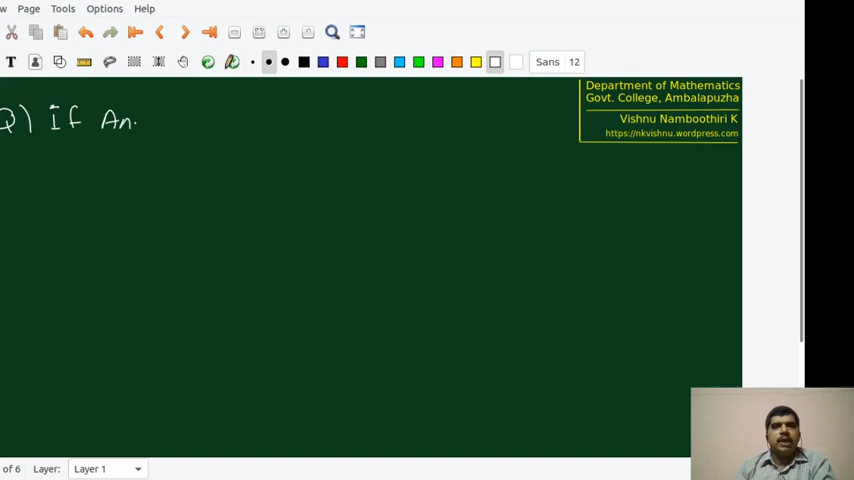 w Page Tools Options Help
T Sans 12
Department of Mathematics
Govt. College, Ambalapuzha
Vishnu Namboothiri K
https://nkvishnu.wordpress.com
Q) If An.
of 6 Layer: Layer 1